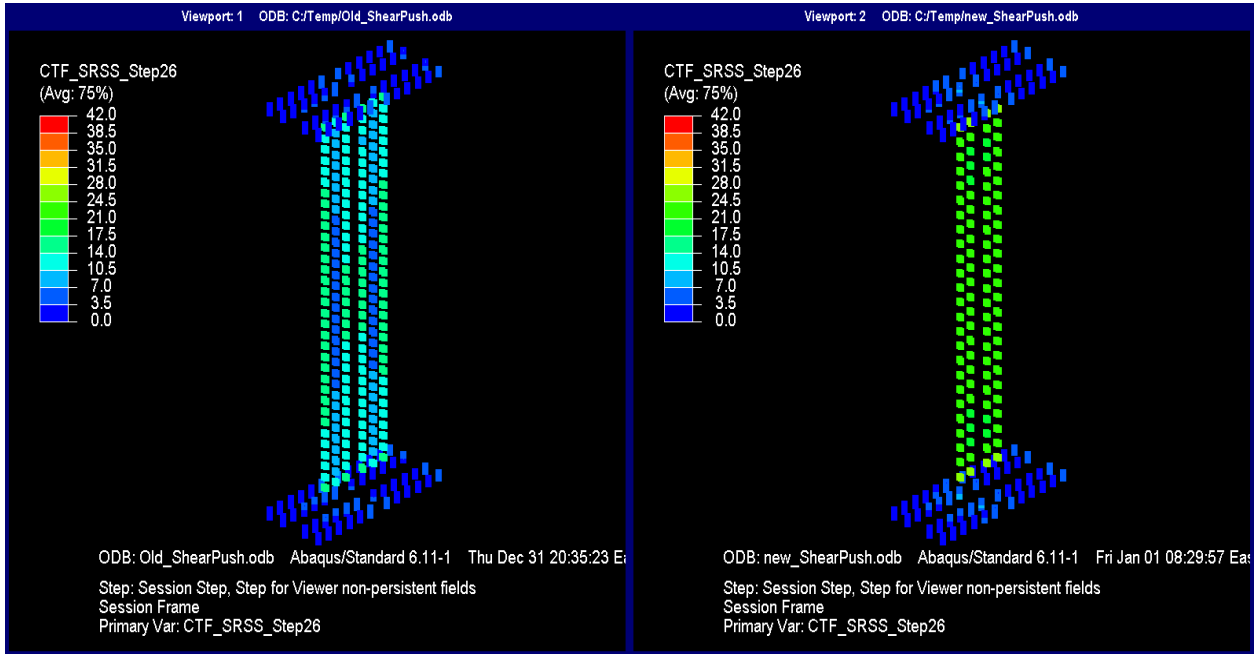 Viewport: 1 ODB: C:/Temp/Old_ShearPush.odb
CTF_SRSS_Step26
(Avg: 75%)
42.0
38.5
35.0
31.5
28.0
24.5
21.0
17.5
14.0
10.5
7.0
3.5
0.0
ODB: Old_ShearPush.odb Abaqus/Standard 6.11-1 Thu Dec 31 20:35:23 Ea
Step: Session Step, Step for Viewer non-persistent fields
Session Frame
Primary Var: CTF_SRSS_Step26
Viewport: 2 ODB: C:/Temp/new_ShearPush.odb
CTF_SRSS_Step26
(Avg: 75%)
42.0
38.5
35.0
31.5
28.0
24.5
21.0
17.5
14.0
10.5
7.0
3.5
0.0
ODB: new_ShearPush.odb Abaqus/Standard 6.11-1 Fri Jan 01 08:29:57 Eas
Step: Session Step, Step for Viewer non-persistent fields
Session Frame
Primary Var: CTF_SRSS_Step26